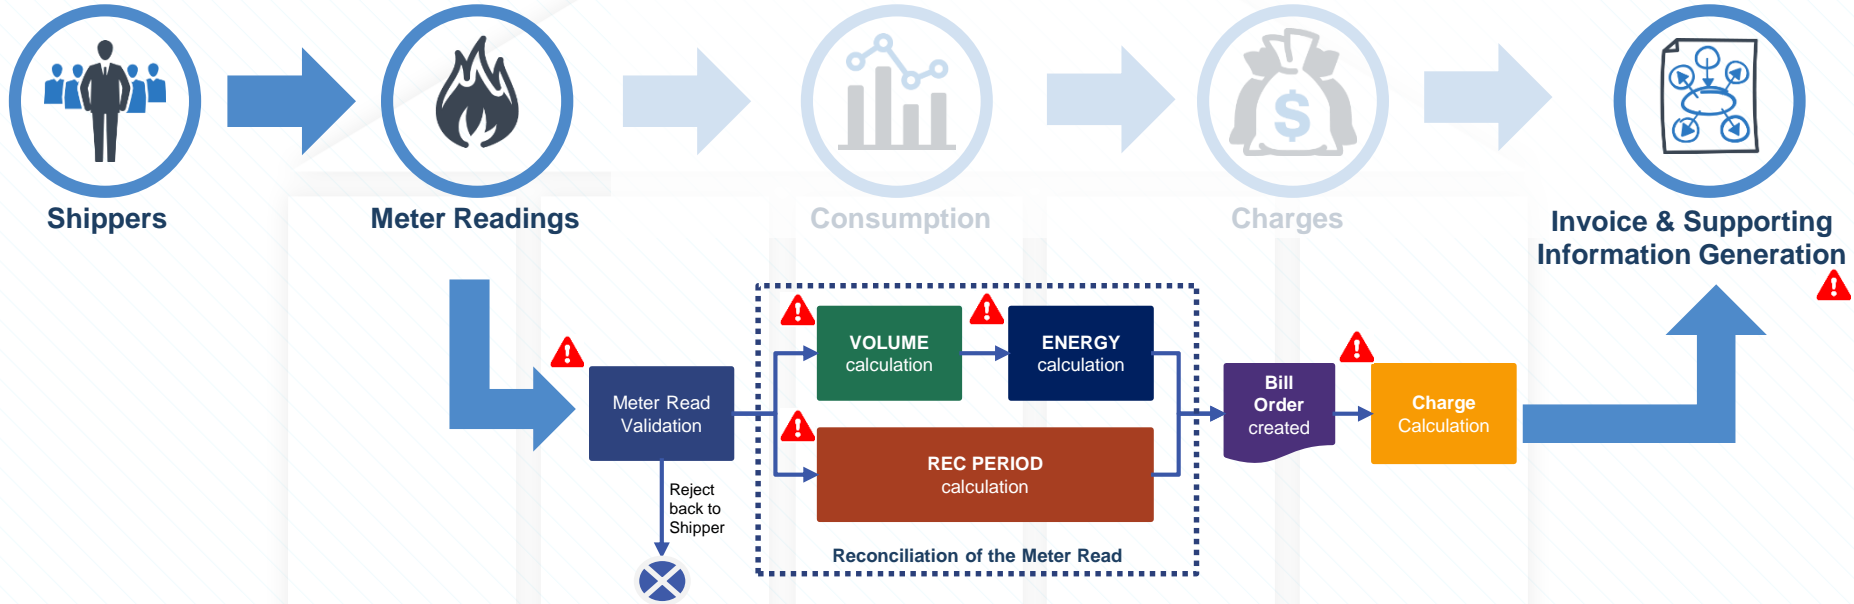 Shippers
Meter Readings
Consumption
Charges
Invoice & Supporting
Information Generation
$
Meter Read
Validation
Reject
back to
Shipper
VOLUME
calculation
ENERGY
calculation
REC PERIOD
calculation
Reconciliation of the Meter Read
Bill
Order
created
Charge
Calculation